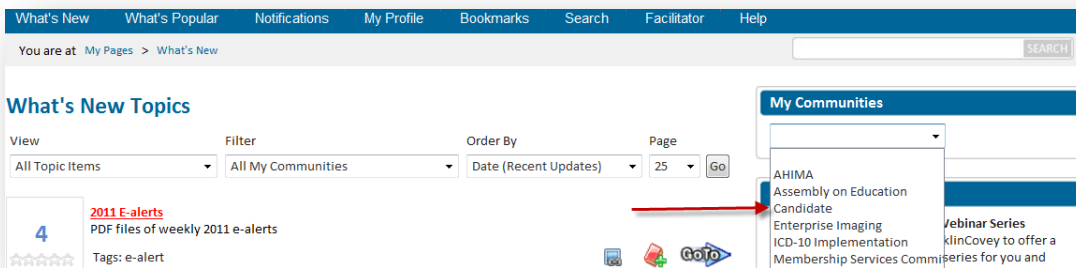 What's New What's Popular Notifications My Profile Bookmarks Search Facilitator Help
You are at My Pages > What's New
SEARCH
What's New Topics
View Filter Order By Page
All Topic Items All My Communities Date (Recent Updates) 25 Go
4
2011 E-alerts
PDF files of weekly 2011 e-alerts
Tags: e-alert
GoTo
My Communities
AHIMA
Assembly on Education
Candidate
Enterprise Imaging
ICD-10 Implementation
Membership Services Commi
Webinar Series
klinCovey to offer a
series for you and